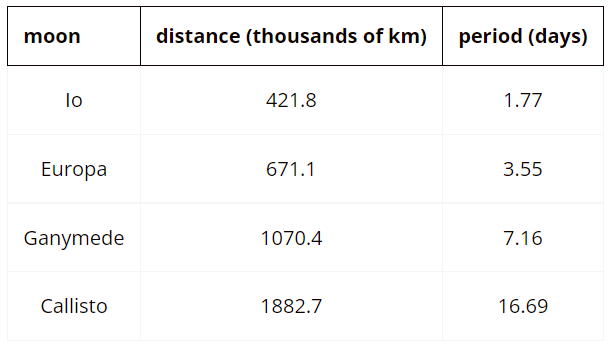 moon distance (thousands of km) period (days)
Io 421.8 1.77
Europa 671.1 3.55
Ganymede 1070.4 7.16
Callisto 1882.7 16.69